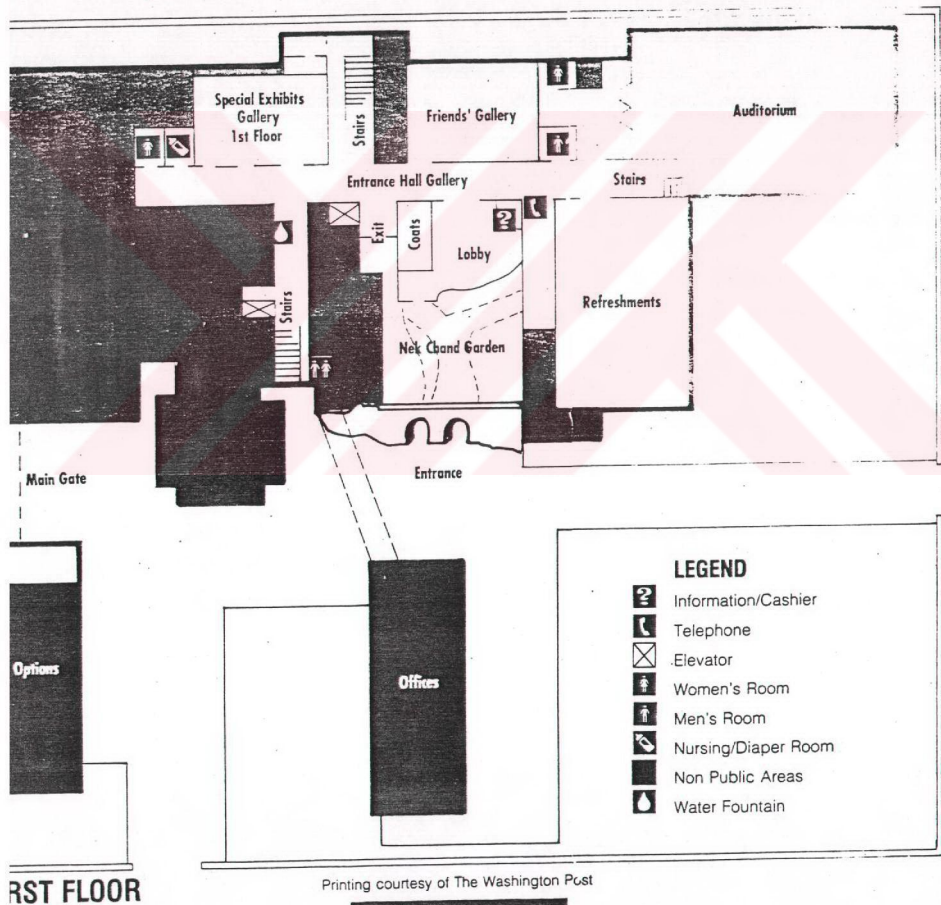 Special Exhibits
Gallery
1st Floor
Stairs
Friends' Gallery
Auditorium
Entrance Hall Gallery
Stairs
Exit
Coats
Lobby
Stairs
Refreshments
Nek Chand Garden
Main Gate
Entrance
Options
Offices
LEGEND
Information/Cashier
Telephone
Elevator
Women's Room
Men's Room
Nursing/Diaper Room
Non Public Areas
Water Fountain
RST FLOOR
Printing courtesy of The Washington Post